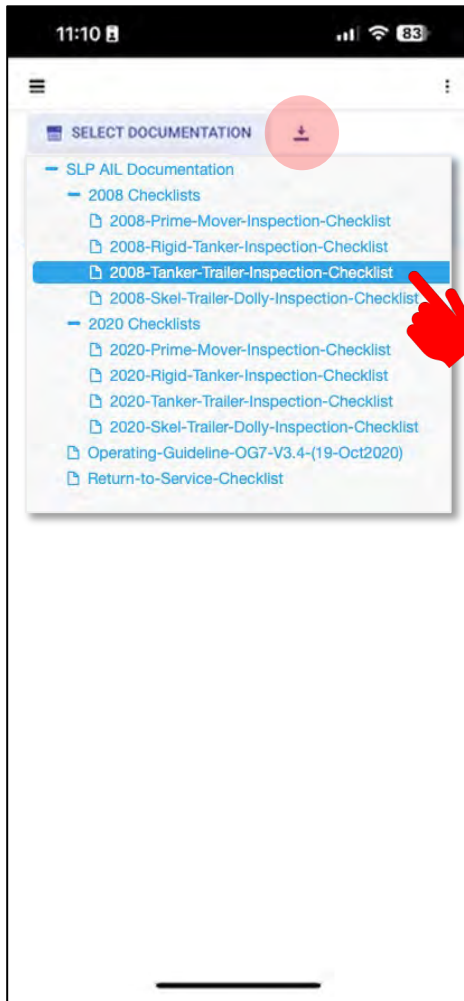 11:10
83
SELECT DOCUMENTATION
SLP AIL Documentation
2008 Checklists
2008-Prime-Mover-Inspection-Checklist
2008-Rigid-Tanker-Inspection-Checklist
2008-Tanker-Trailer-Inspection-Checklist
2008-Skel-Trailer-Dolly-Inspection-Checklist
2020 Checklists
2020-Prime-Mover-Inspection-Checklist
2020-Rigid-Tanker-Inspection-Checklist
2020-Tanker-Trailer-Inspection-Checklist
2020-Skel-Trailer-Dolly-Inspection-Checklist
Operating-Guideline-OG7-V3.4-(19-Oct2020)
Return-to-Service-Checklist